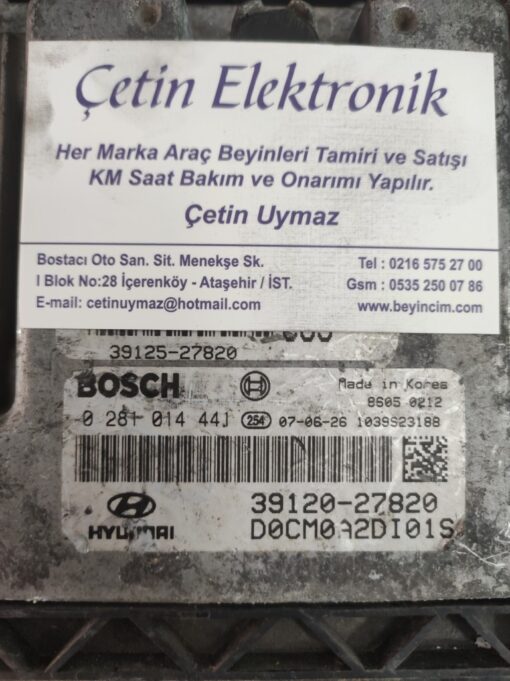 Çetin Elektronik
Her Marka Araç Beyinleri Tamiri ve Satışı
KM Saat Bakım ve Onarımı Yapılır.
Çetin Uymaz
Bostacı Oto San. Sit. Menekşe Sk.
I Blok No:28 İçerenköy - Ataşehir / İST.
E-mail: cetinuymaz@hotmail.com
Tel : 0216 575 27 00
Gsm : 0535 250 07 86
www.beyincim.com
39125-27820
BOSCH
Made in Korea
8605 0212
0 281 014 44J 254 07-06-26 1039S23188
HYUNDAI
39120-27820
D0CM0A2DI01S